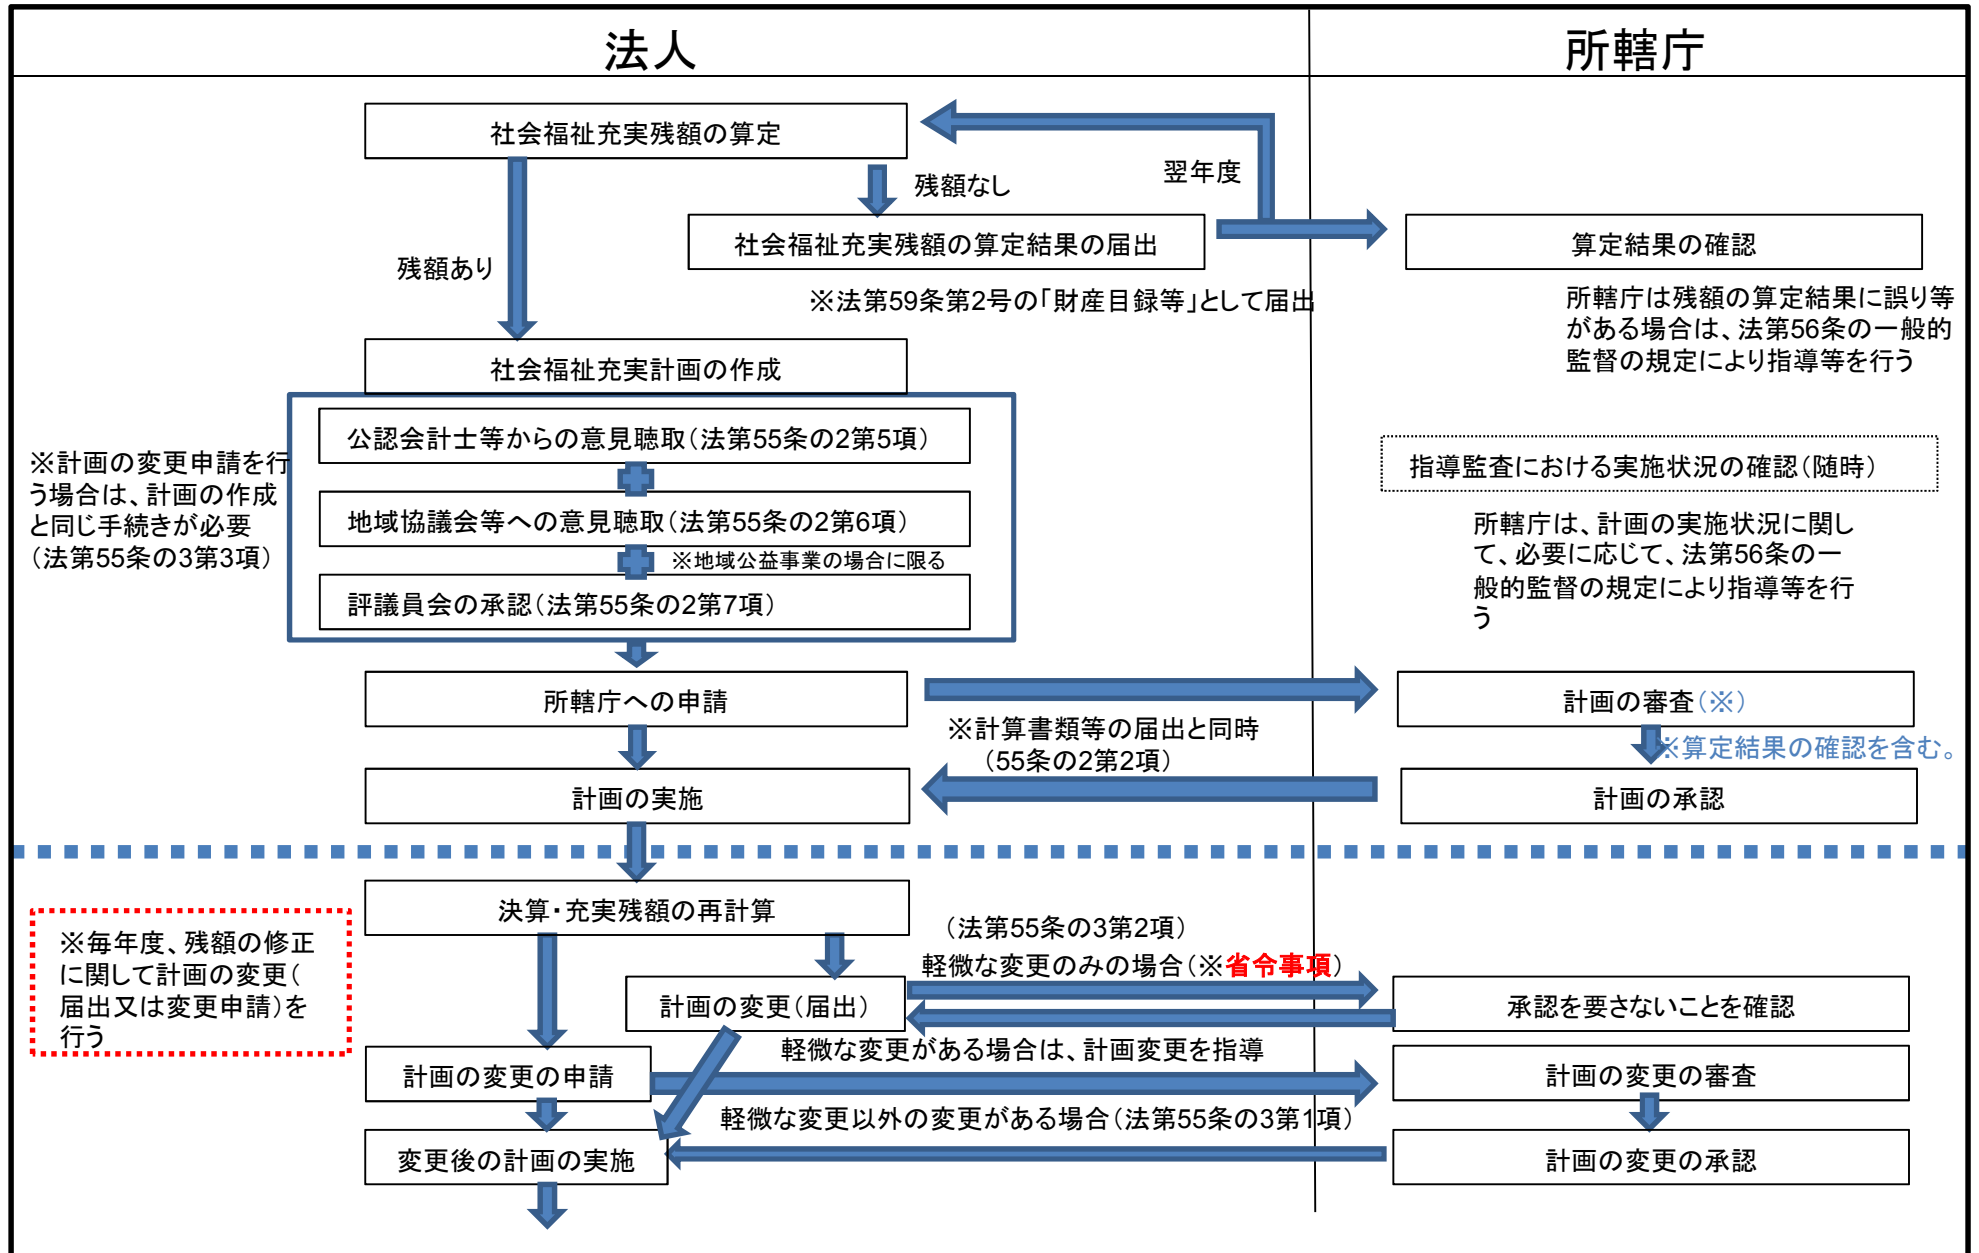 法人
所轄庁
社会福祉充実残額の算定
残額なし
翌年度
社会福祉充実残額の算定結果の届出
算定結果の確認
残額あり
※法第59条第2号の「財産目録等」として届出
所轄庁は残額の算定結果に誤り等
がある場合は、法第56条の一般的
監督の規定により指導等を行う
社会福祉充実計画の作成
公認会計士等からの意見聴取（法第55条の2第5項）
※計画の変更申請を行
う場合は、計画の作成
と同じ手続きが必要
（法第55条の3第3項）
地域協議会等への意見聴取（法第55条の2第6項）
※地域公益事業の場合に限る
評議員会の承認（法第55条の2第7項）
指導監査における実施状況の確認（随時）
所轄庁は、計画の実施状況に関し
て、必要に応じて、法第56条の一
般的監督の規定により指導等を行
う
所轄庁への申請
計画の審査（※）
※計算書類等の届出と同時
（55条の2第2項）
※算定結果の確認を含む。
計画の実施
計画の承認
決算・充実残額の再計算
※毎年度、残額の修正
に関して計画の変更（
届出又は変更申請）を
行う
（法第55条の3第2項）
軽微な変更のみの場合（※省令事項）
計画の変更（届出）
承認を要さないことを確認
軽微な変更がある場合は、計画変更を指導
計画の変更の申請
計画の変更の審査
軽微な変更以外の変更がある場合（法第55条の3第1項）
変更後の計画の実施
計画の変更の承認